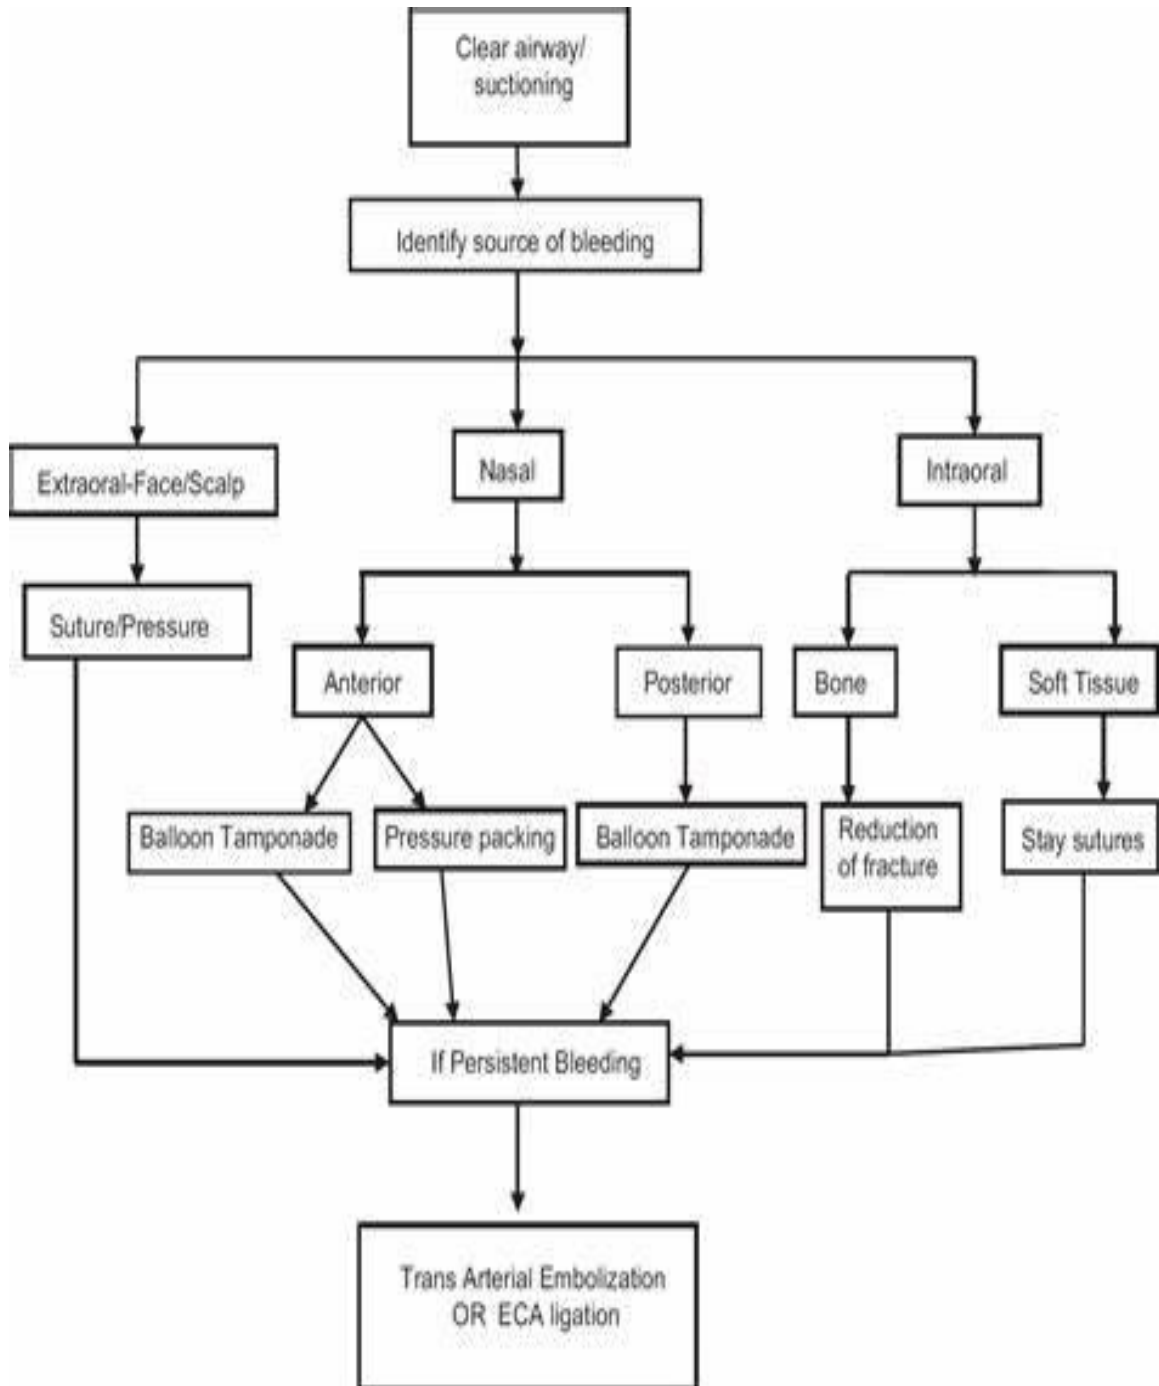 Clear airway/
suctioning
Identify source of bleeding
Extraoral-Face/Scalp
Nasal
Intraoral
Suture/Pressure
Anterior
Posterior
Bone
Soft Tissue
Balloon Tamponade
Pressure packing
Balloon Tamponade
Reduction
of fracture
Stay sutures
If Persistent Bleeding
Trans Arterial Embolization
OR ECA ligation